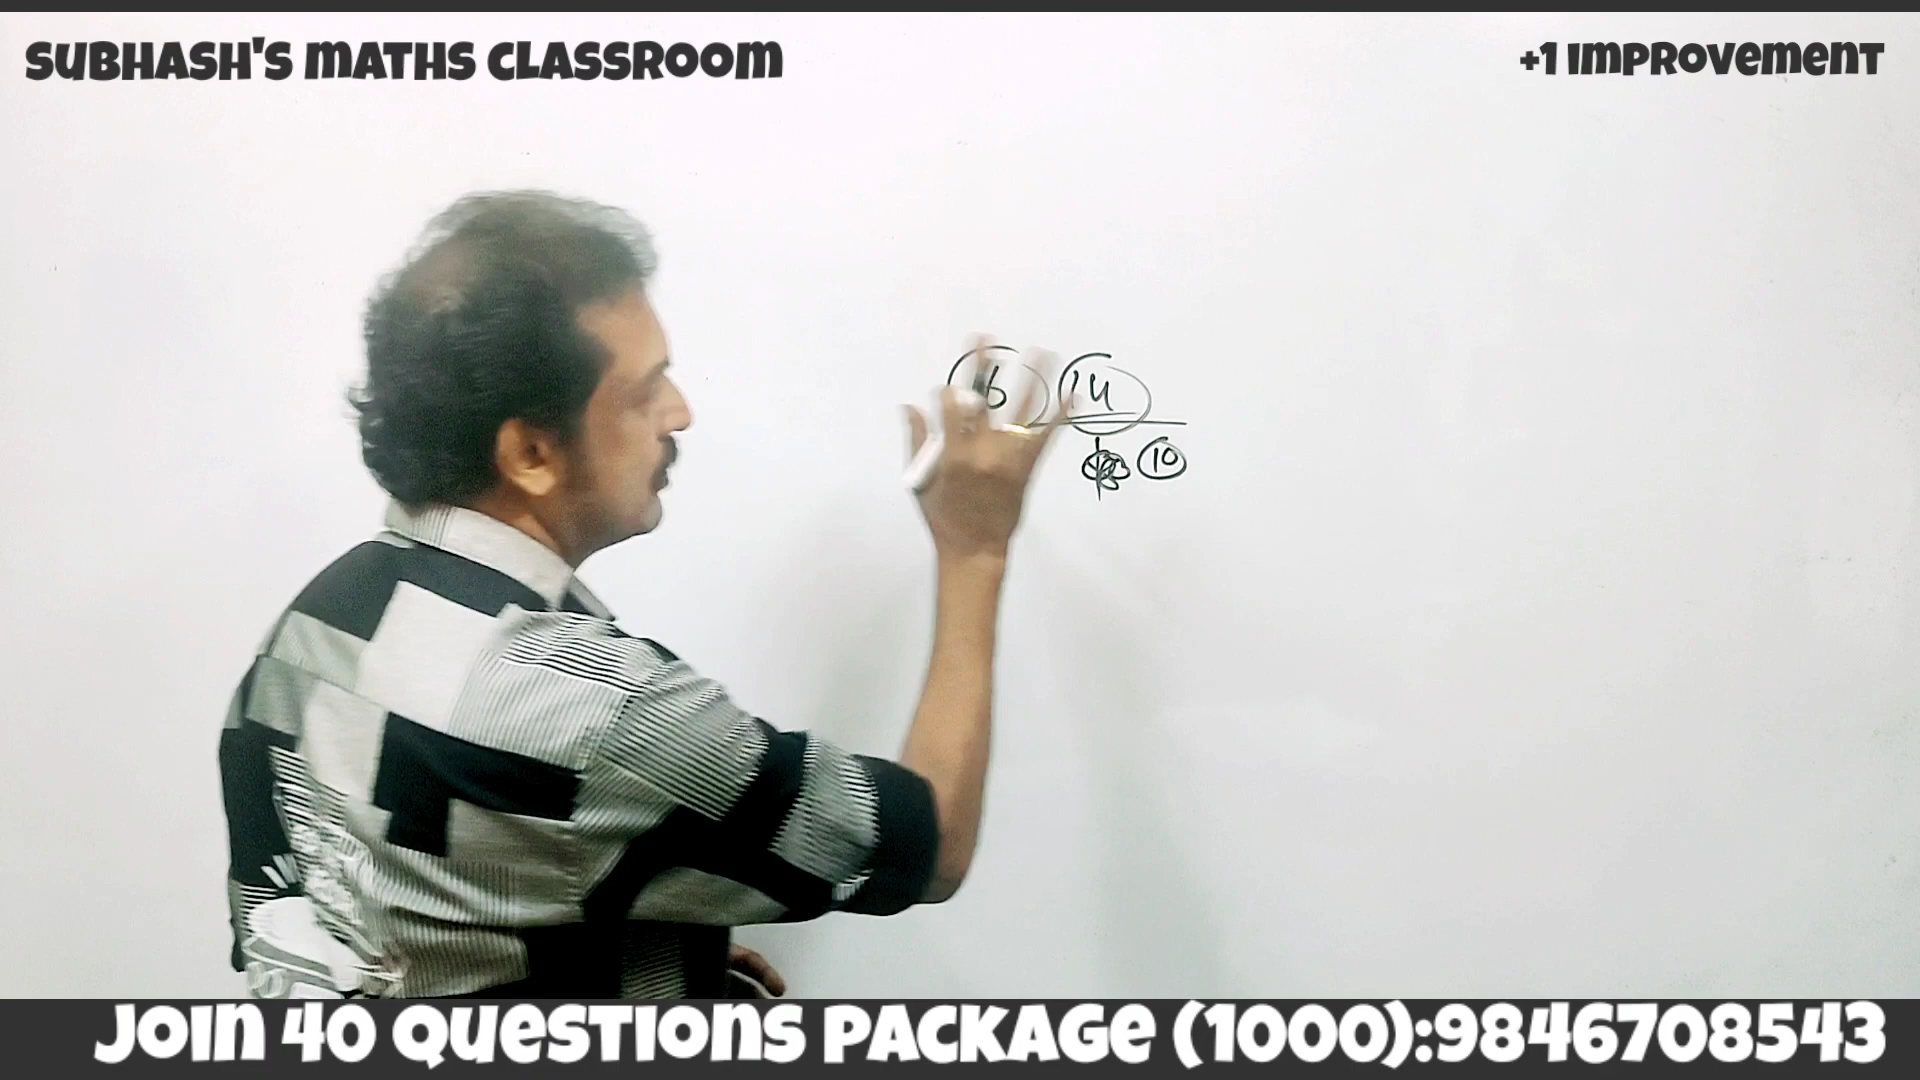 SUBHASH'S MATHS CLASSROOM
+1 IMPROVEMENT
14
10
JOIN 40 QUESTIONS PACKAGE (1000):9846708543